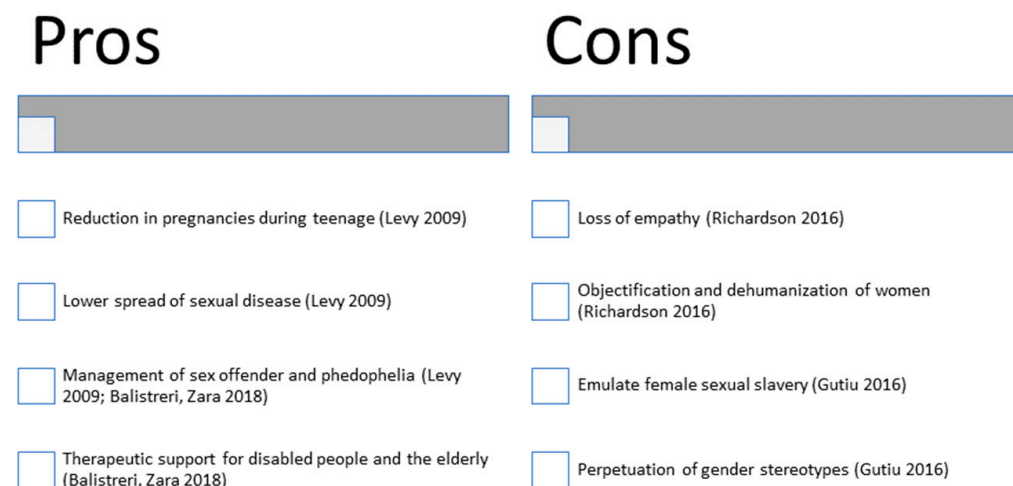 Pros
Reduction in pregnancies during teenage (Levy 2009)
Lower spread of sexual disease (Levy 2009)
Management of sex offender and phedophelia (Levy
2009; Balistreri, Zara 2018)
Therapeutic support for disabled people and the elderly
(Balistreri, Zara 2018)
Cons
Loss of empathy (Richardson 2016)
Objectification and dehumanization of women
(Richardson 2016)
Emulate female sexual slavery (Gutiu 2016)
Perpetuation of gender stereotypes (Gutiu 2016)